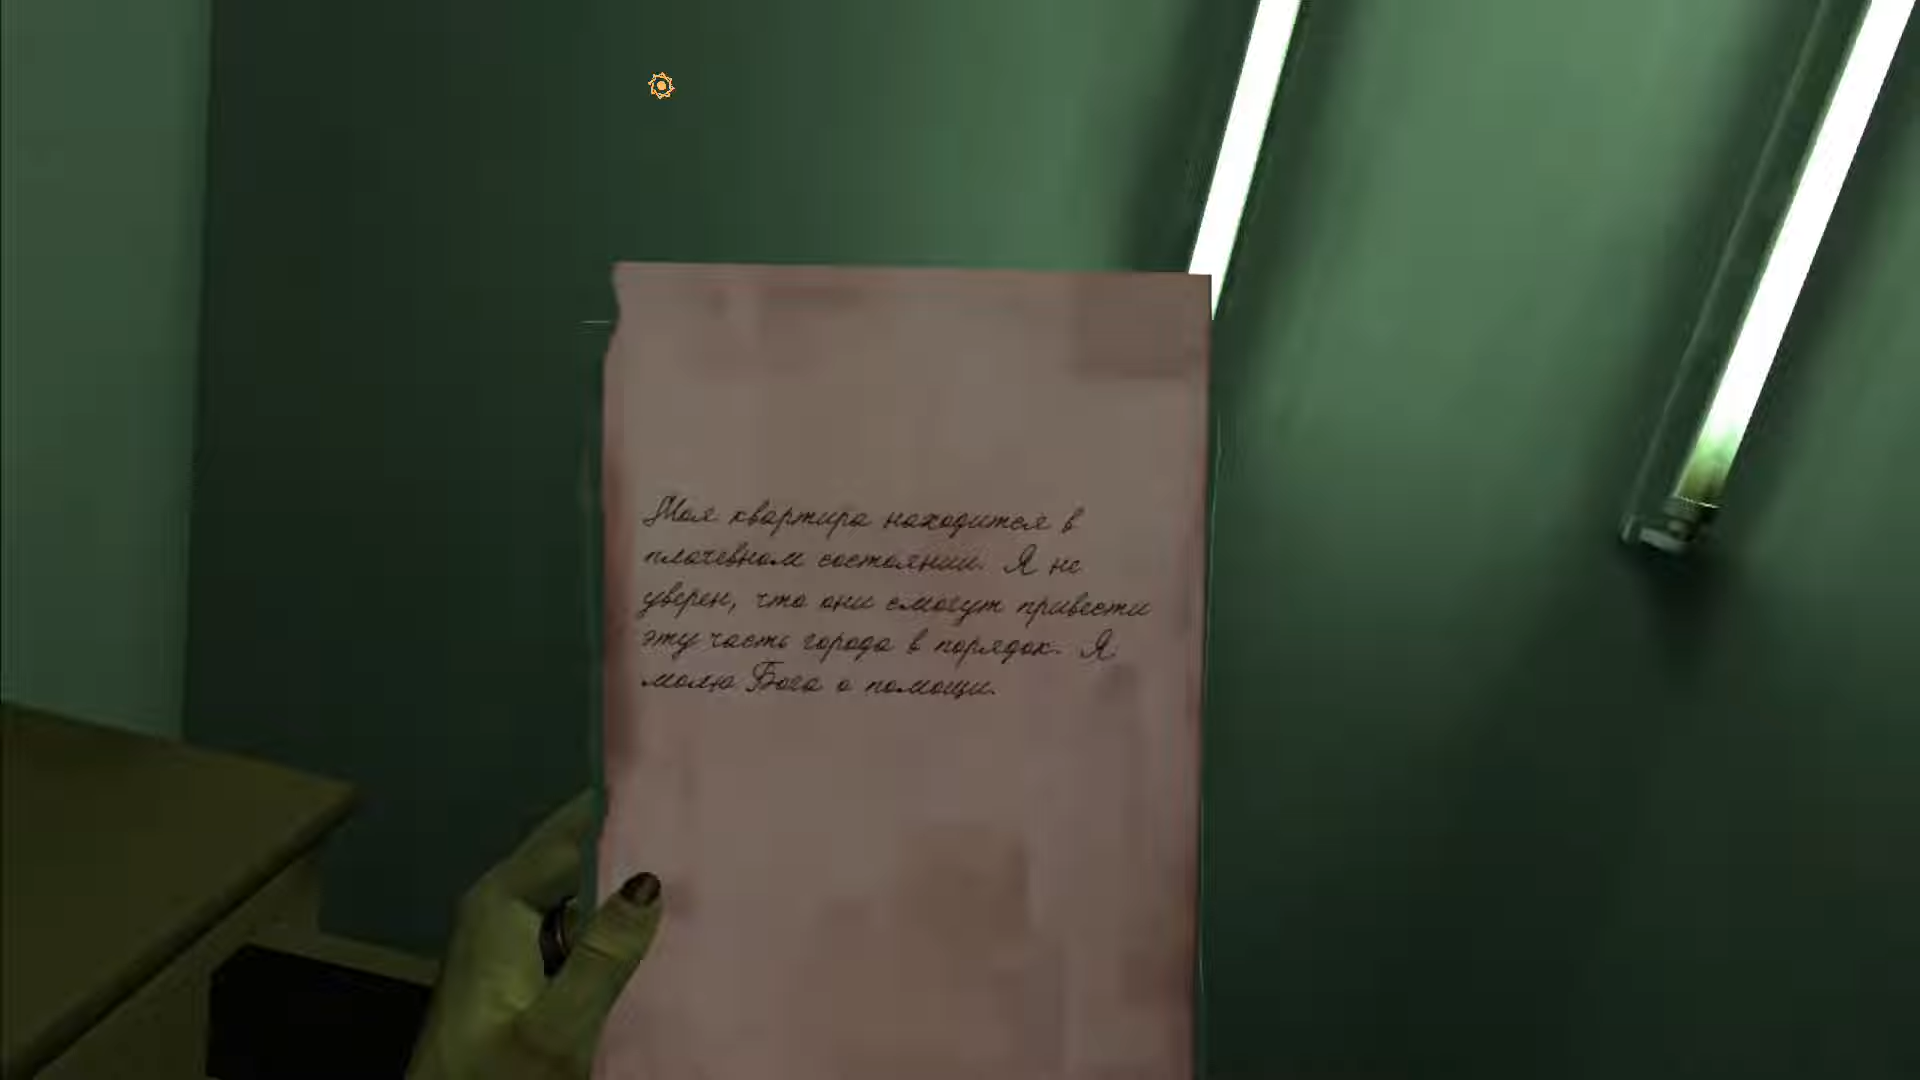 Моя квартира находится в
плачевном состоянии. Я не
уверен, что они смогут привести
эту часть города в порядок. Я
молю Бога о помощи.